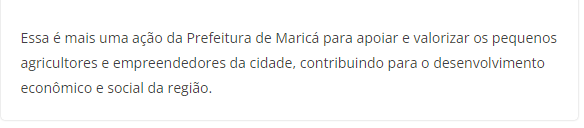 Essa é mais uma ação da Prefeitura de Maricá para apoiar e valorizar os pequenos
agricultores e empreendedores da cidade, contribuindo para o desenvolvimento
econômico e social da região.